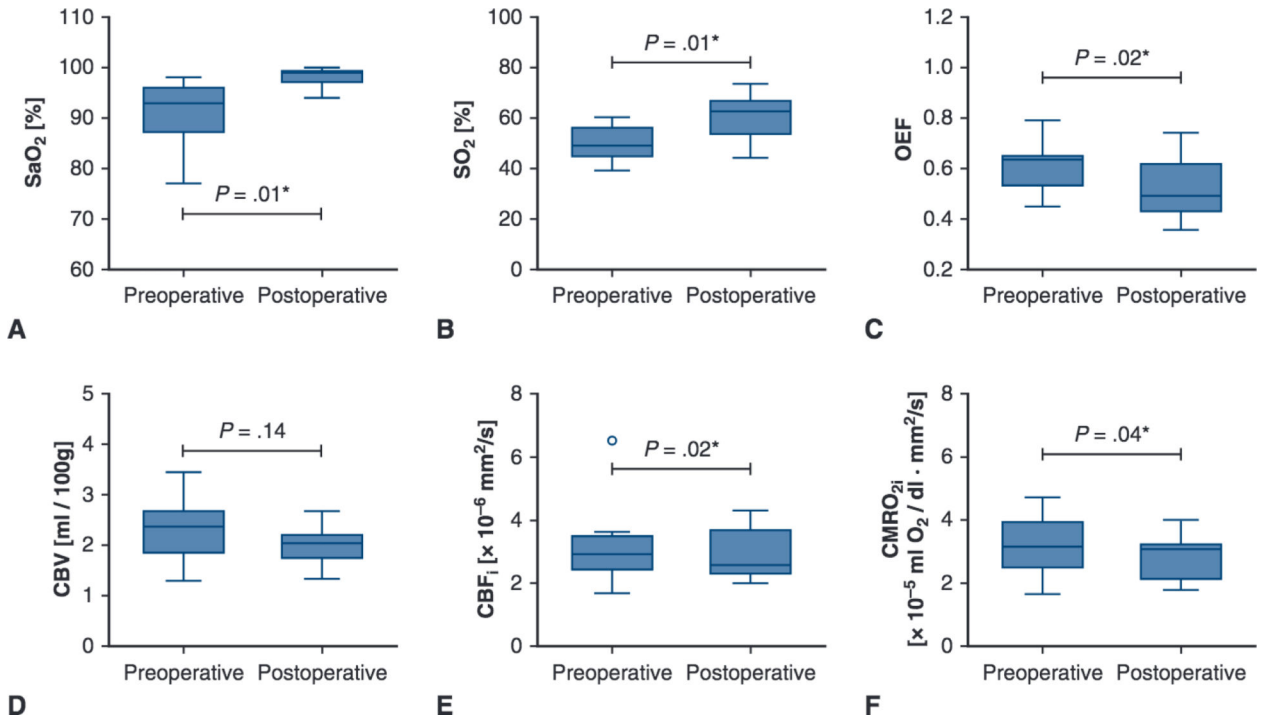 110
100
90
80
70
60
SaO2 [%]
P = .01*
Preoperative Postoperative
A
100
80
60
40
20
0
SO2 [%]
P = .01*
Preoperative Postoperative
B
1.2
1.0
0.8
0.6
0.4
0.2
OEF
P = .02*
Preoperative Postoperative
C
5
4
3
2
1
0
CBV [ml / 100g]
P = .14
Preoperative Postoperative
D
8
6
4
2
0
CBFi [× 10–6 mm2/s]
P = .02*
Preoperative Postoperative
E
8
6
4
2
0
CMRO2i
[× 10–5 ml O2 / dl · mm2/s]
P = .04*
Preoperative Postoperative
F